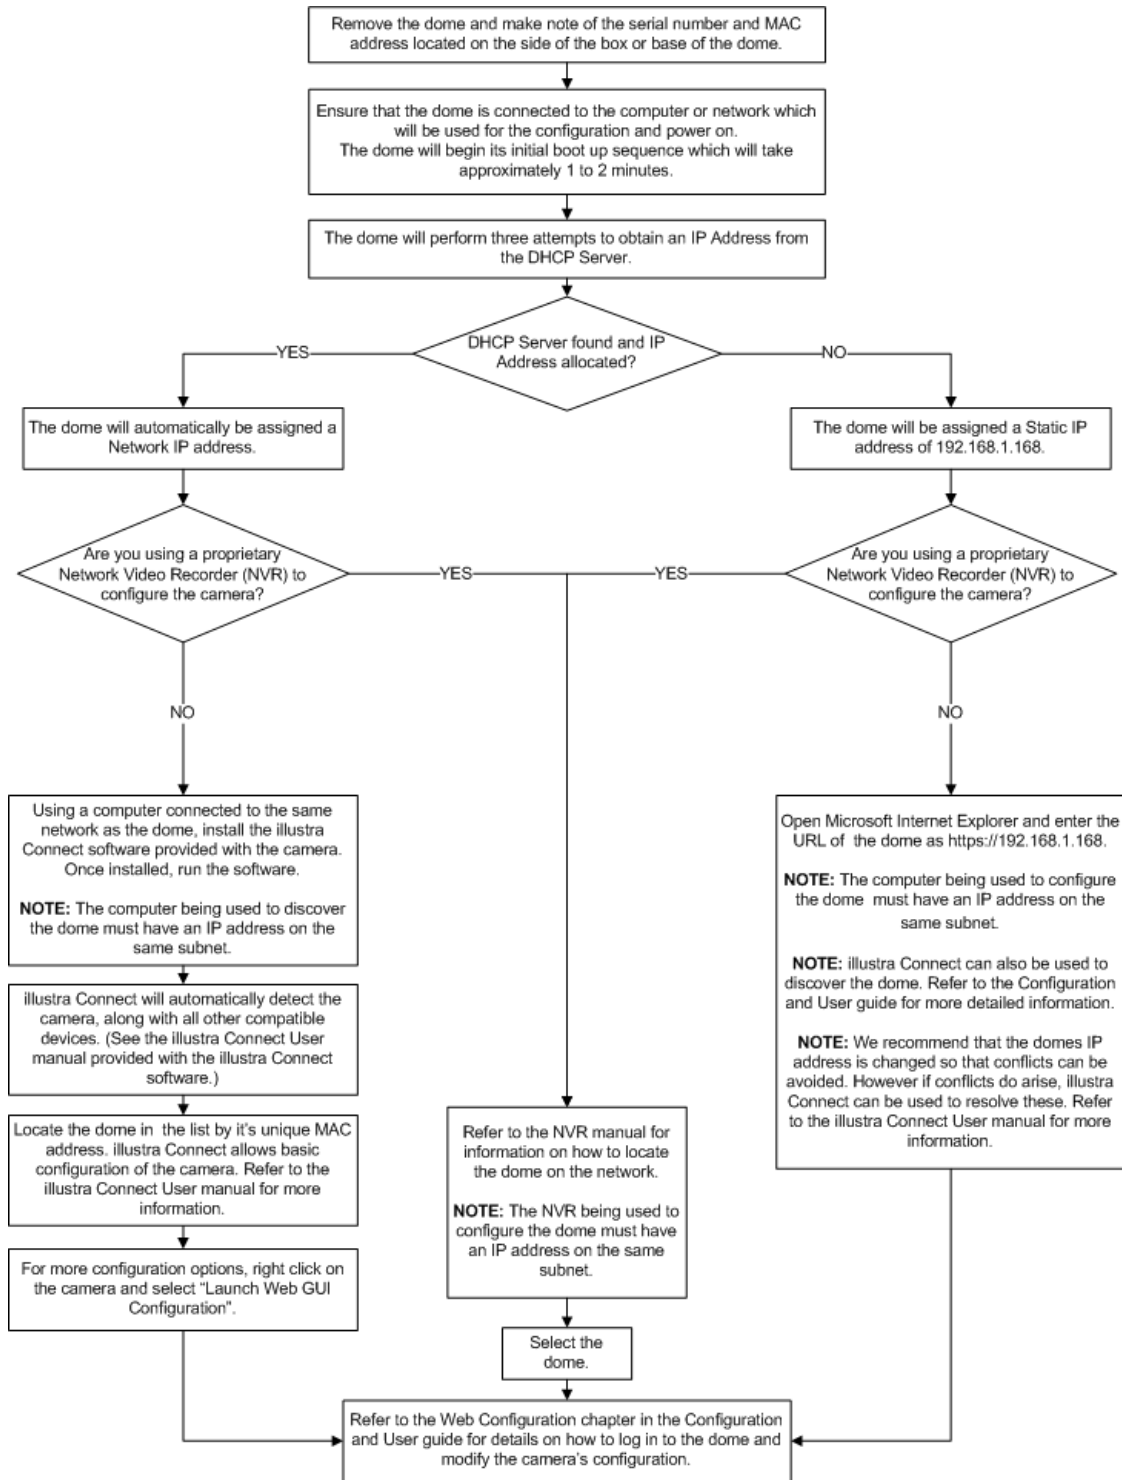 Remove the dome and make note of the serial number and MAC
address located on the side of the box or base of the dome.
Ensure that the dome is connected to the computer or network which
will be used for the configuration and power on.
The dome will begin its initial boot up sequence which will take
approximately 1 to 2 minutes.
The dome will perform three attempts to obtain an IP Address from
the DHCP Server.
DHCP Server found and IP
Address allocated?
YES
NO
The dome will automatically be assigned a
Network IP address.
The dome will be assigned a Static IP
address of 192.168.1.168.
Are you using a proprietary
Network Video Recorder (NVR) to
configure the camera?
YES
YES
Are you using a proprietary
Network Video Recorder (NVR) to
configure the camera?
NO
NO
Using a computer connected to the same
network as the dome, install the illustra
Connect software provided with the camera.
Once installed, run the software.
NOTE: The computer being used to discover
the dome must have an IP address on the
same subnet.
illustra Connect will automatically detect the
camera, along with all other compatible
devices. (See the illustra Connect User
manual provided with the illustra Connect
software.)
Locate the dome in the list by it's unique MAC
address. illustra Connect allows basic
configuration of the camera. Refer to the
illustra Connect User manual for more
information.
For more configuration options, right click on
the camera and select “Launch Web GUI
Configuration”.
Refer to the NVR manual for
information on how to locate
the dome on the network.
NOTE: The NVR being used to
configure the dome must have
an IP address on the same
subnet.
Select the
dome.
Open Microsoft Internet Explorer and enter the
URL of the dome as https://192.168.1.168.
NOTE: The computer being used to configure
the dome must have an IP address on the
same subnet.
NOTE: illustra Connect can also be used to
discover the dome. Refer to the Configuration
and User guide for more detailed information.
NOTE: We recommend that the domes IP
address is changed so that conflicts can be
avoided. However if conflicts do arise, illustra
Connect can be used to resolve these. Refer
to the illustra Connect User manual for more
information.
Refer to the Web Configuration chapter in the Configuration
and User guide for details on how to log in to the dome and
modify the camera's configuration.